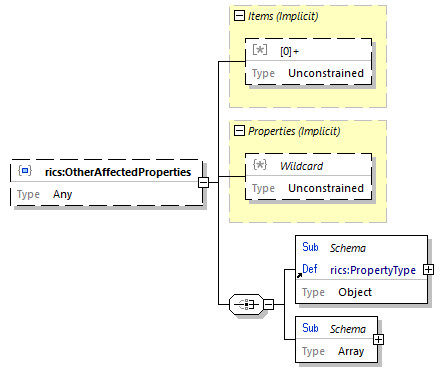 Items (Implicit)
[0]+
Type Unconstrained
Properties (Implicit)
Wildcard
Type Unconstrained
rics:OtherAffectedProperties
Type Any
Sub Schema
Def rics:PropertyType
Type Object
Sub Schema
Type Array